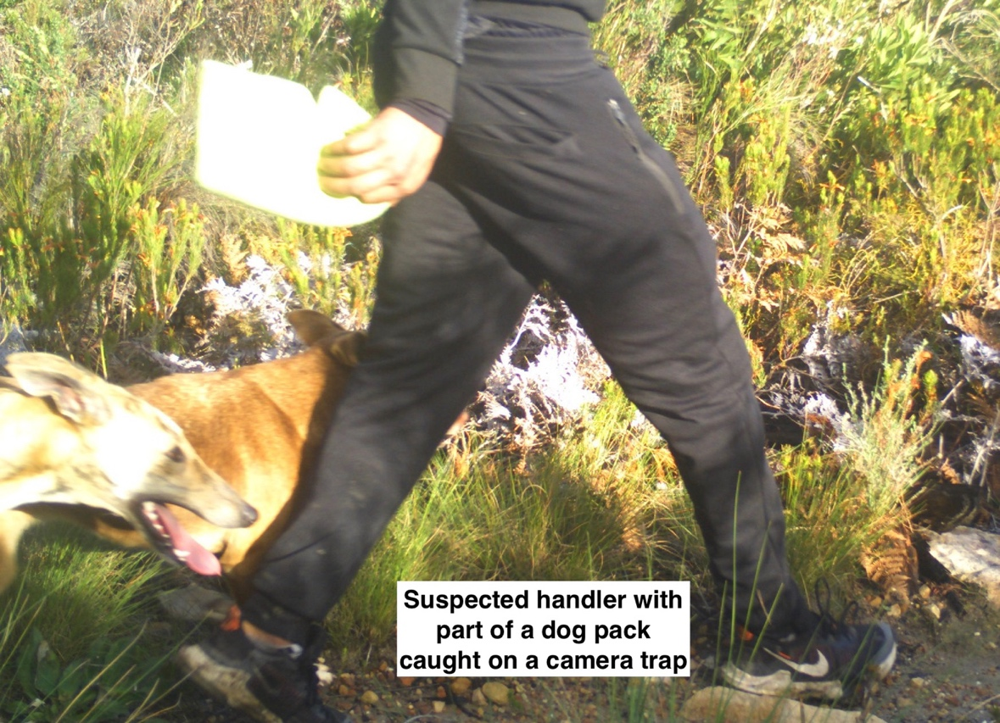 Suspected handler with
part of a dog pack
caught on a camera trap